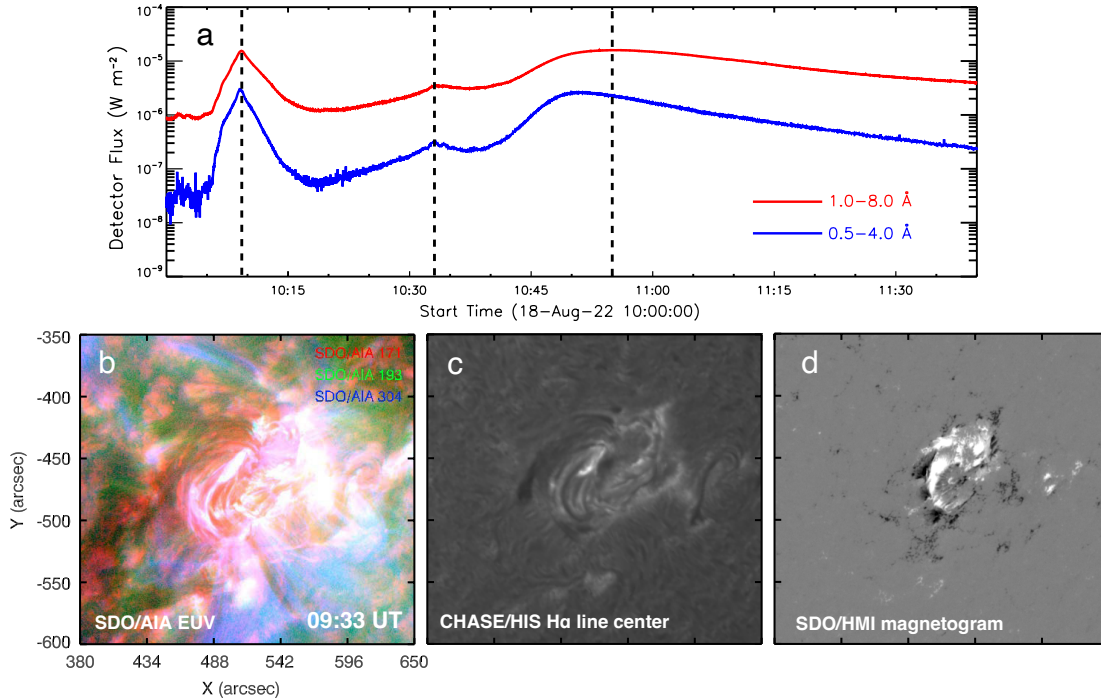 a
Detector Flux (W m⁻²)
10⁻⁴
10⁻⁵
10⁻⁶
10⁻⁷
10⁻⁸
10⁻⁹
1.0–8.0 Å
0.5–4.0 Å
10:15 10:30 10:45 11:00 11:15 11:30
Start Time (18–Aug–22 10:00:00)
b
SDO/AIA 171
SDO/AIA 193
SDO/AIA 304
SDO/AIA EUV 09:33 UT
Y (arcsec)
-350
-400
-450
-500
-550
-600
380 434 488 542 596 650
X (arcsec)
c
CHASE/HIS Hα line center
d
SDO/HMI magnetogram